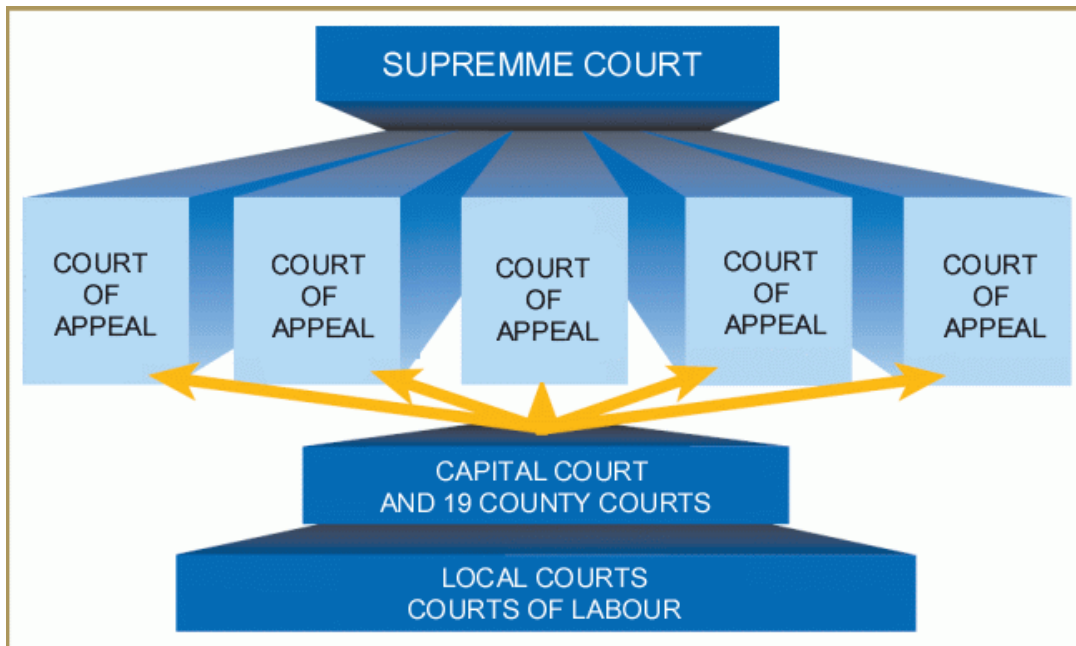 SUPREMME COURT
COURT
OF
APPEAL
COURT
OF
APPEAL
COURT
OF
APPEAL
COURT
OF
APPEAL
COURT
OF
APPEAL
CAPITAL COURT
AND 19 COUNTY COURTS
LOCAL COURTS
COURTS OF LABOUR